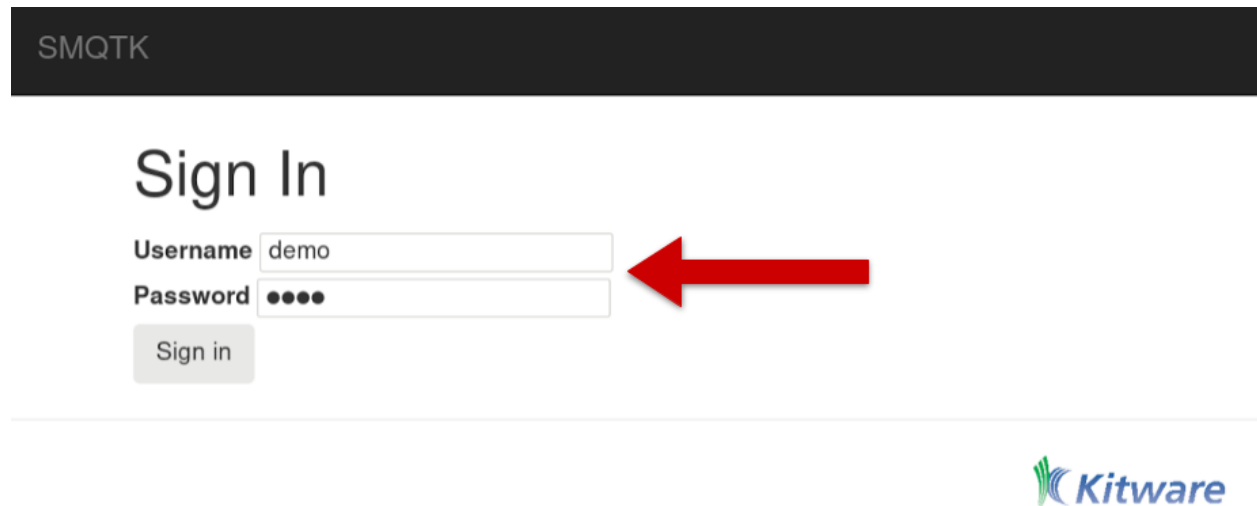 SMQTK
Sign In
Username demo
Password ●●●●
Sign in
Kitware